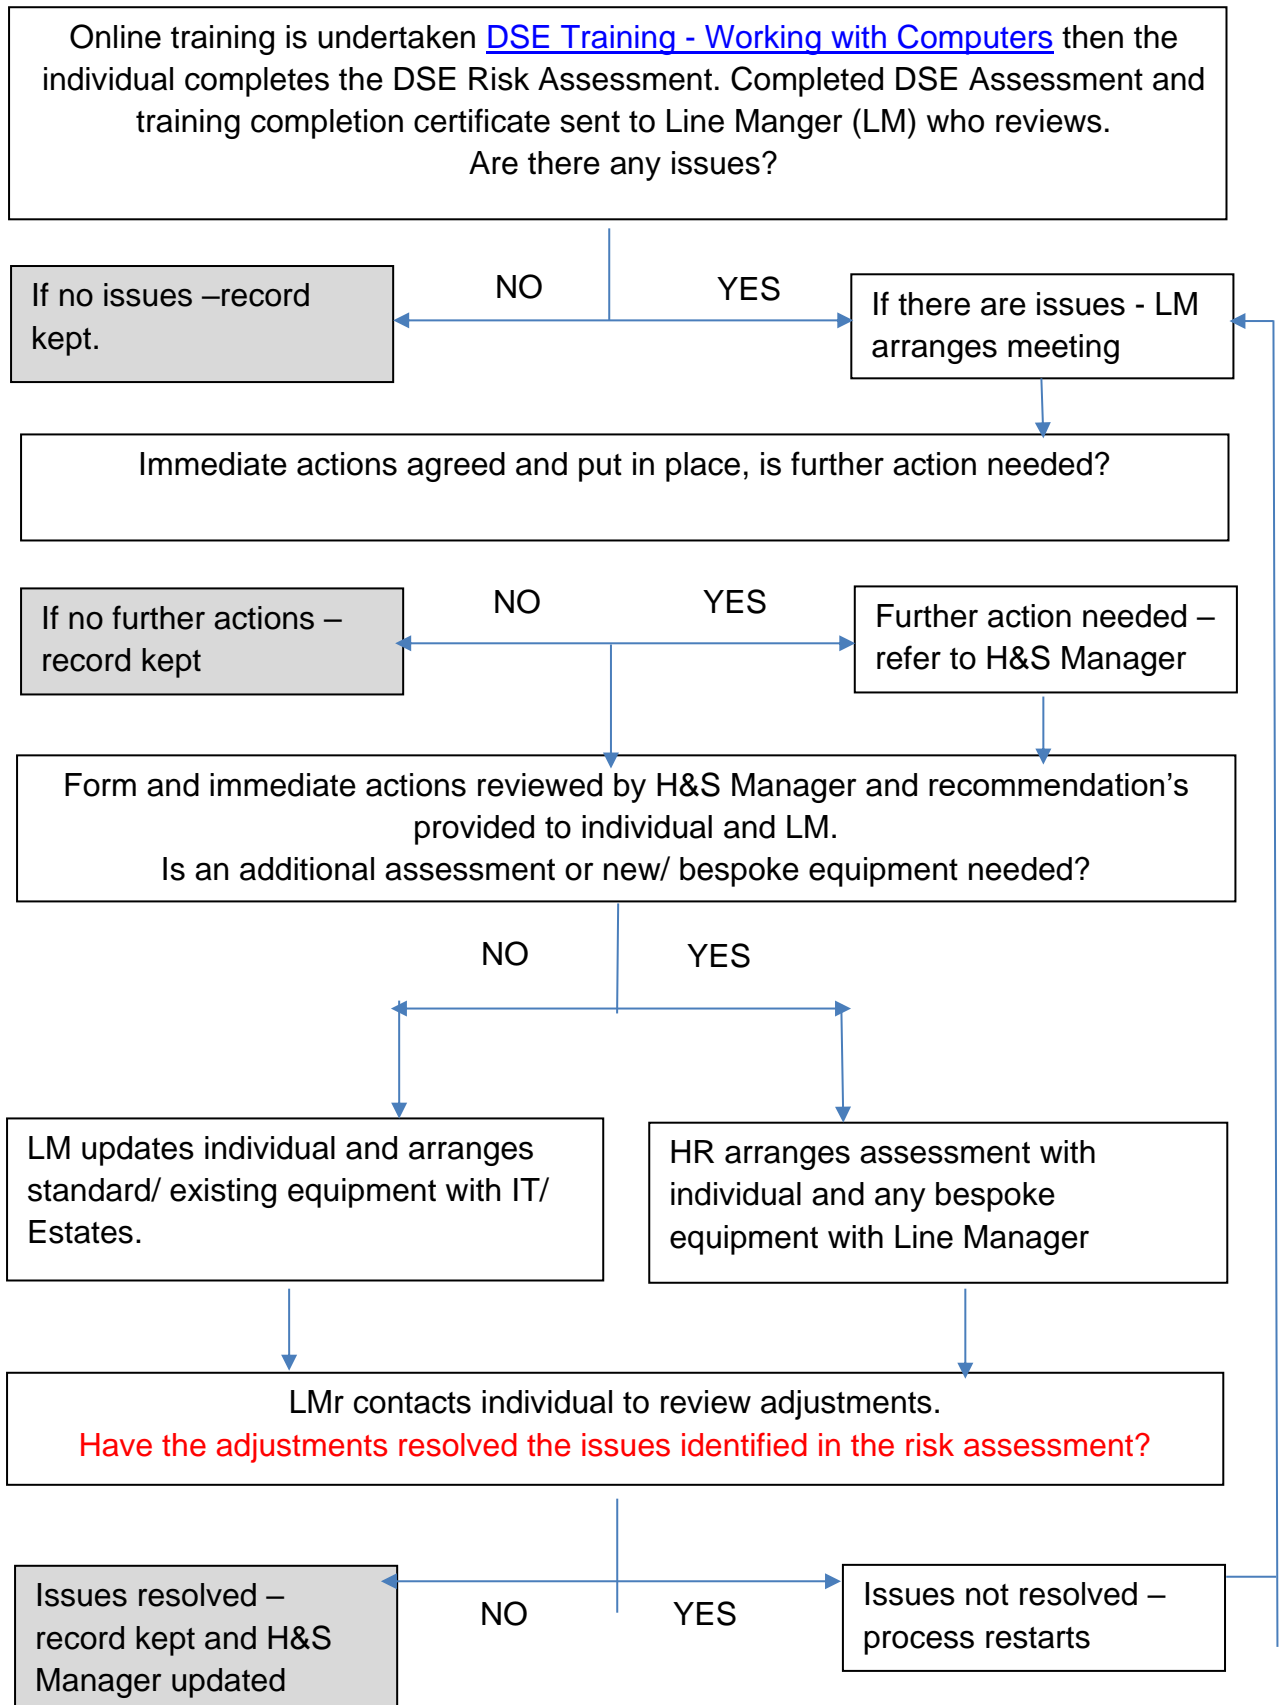 Online training is undertaken DSE Training - Working with Computers then the
individual completes the DSE Risk Assessment. Completed DSE Assessment and
training completion certificate sent to Line Manger (LM) who reviews.
Are there any issues?
NO
YES
If no issues –record
kept.
If there are issues - LM
arranges meeting
Immediate actions agreed and put in place, is further action needed?
NO
YES
If no further actions –
record kept
Further action needed –
refer to H&S Manager
Form and immediate actions reviewed by H&S Manager and recommendation’s
provided to individual and LM.
Is an additional assessment or new/ bespoke equipment needed?
NO
YES
LM updates individual and arranges
standard/ existing equipment with IT/
Estates.
HR arranges assessment with
individual and any bespoke
equipment with Line Manager
LMr contacts individual to review adjustments.
Have the adjustments resolved the issues identified in the risk assessment?
Issues resolved –
record kept and H&S
Manager updated
NO
YES
Issues not resolved –
process restarts